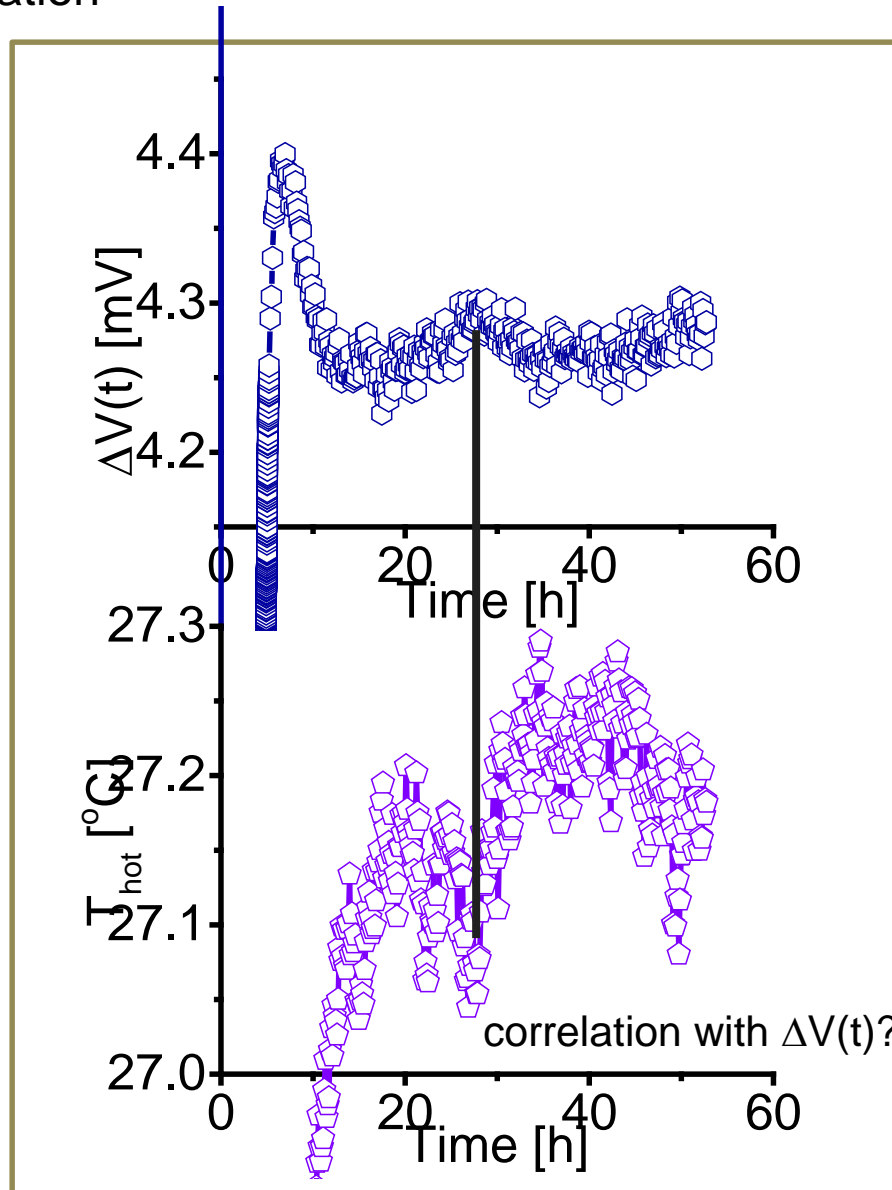 ation
4.4
4.3
4.2
ΔV(t) [mV]
0 20 40 60
Time [h]
27.3
27.2
27.1
27.0
T_hot [°C]
correlation with ΔV(t)?
0 20 40 60
Time [h]